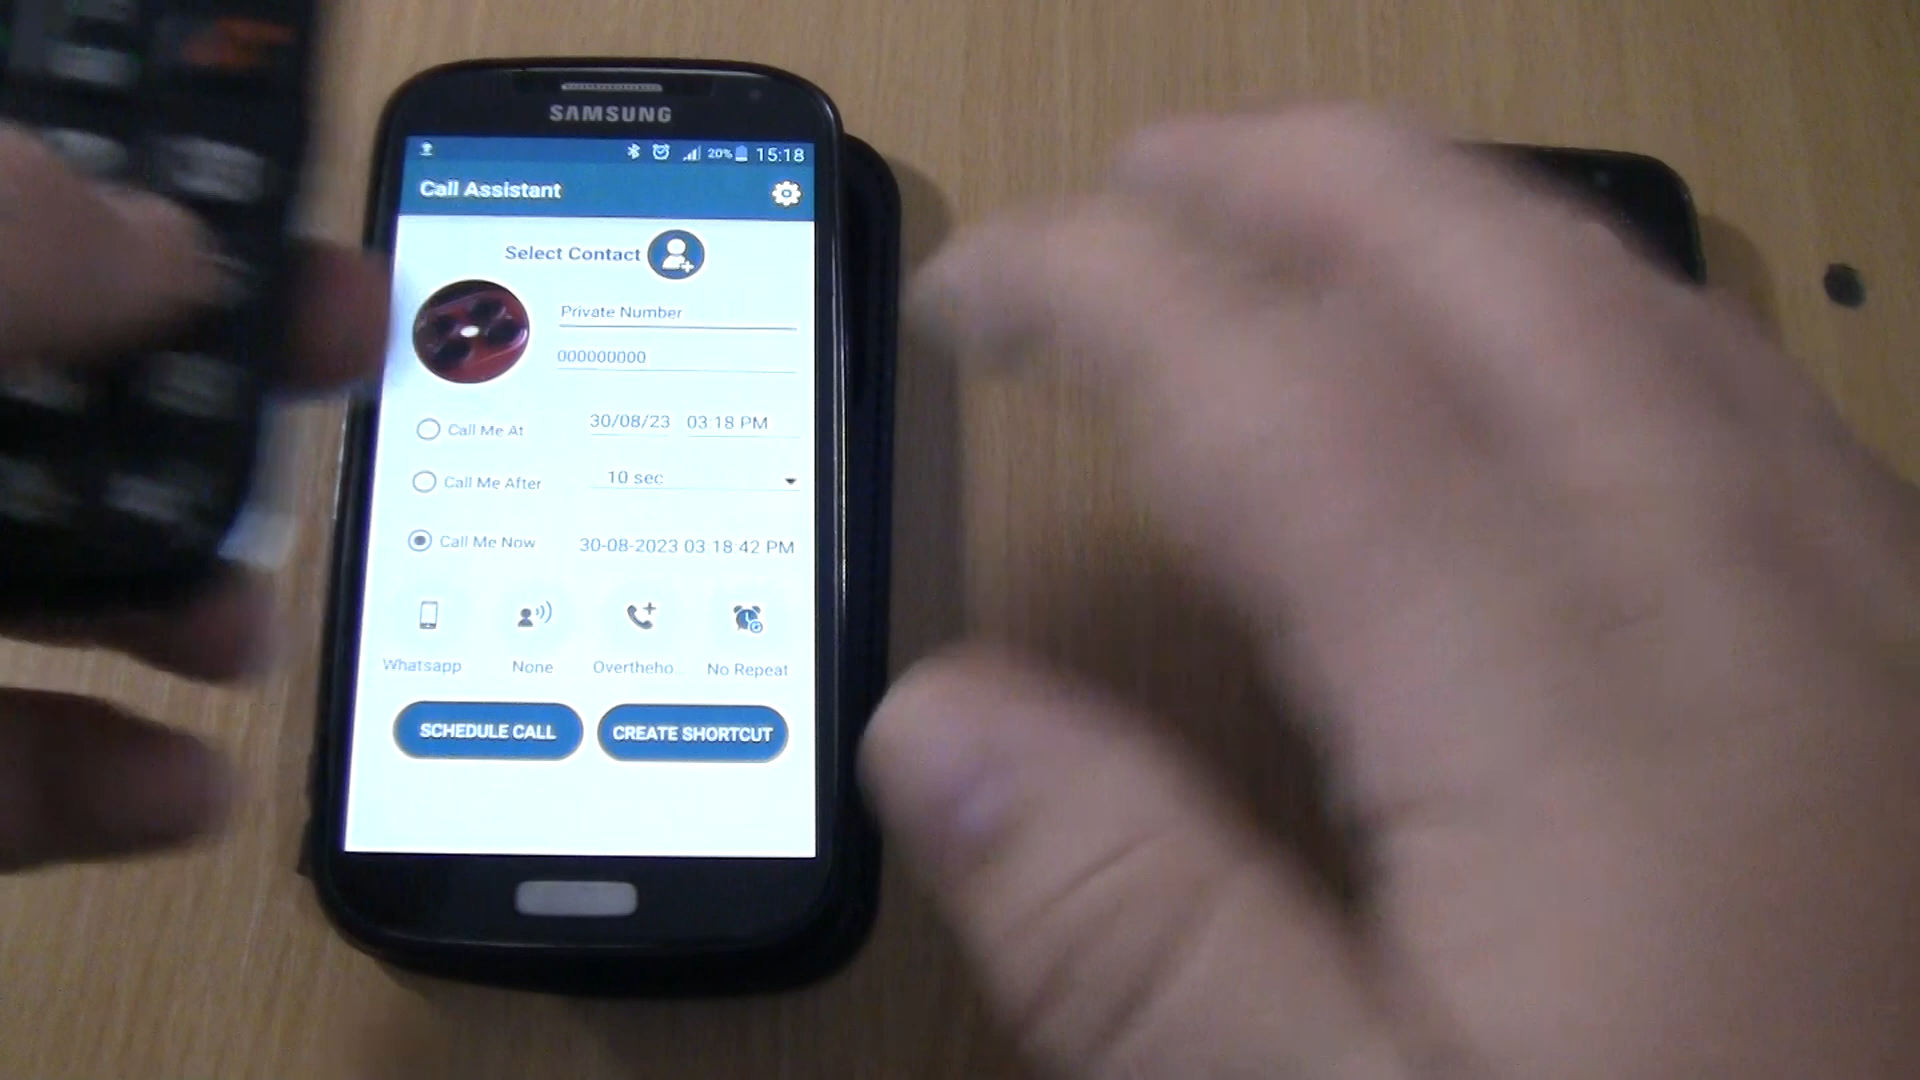 SAMSUNG
20% 15:18
Call Assistant
Select Contact
Private Number
000000000
Call Me At 30/08/23 03:18 PM
Call Me After 10 sec
Call Me Now 30-08-2023 03:18:42 PM
Whatsapp None Overtheho No Repeat
SCHEDULE CALL CREATE SHORTCUT